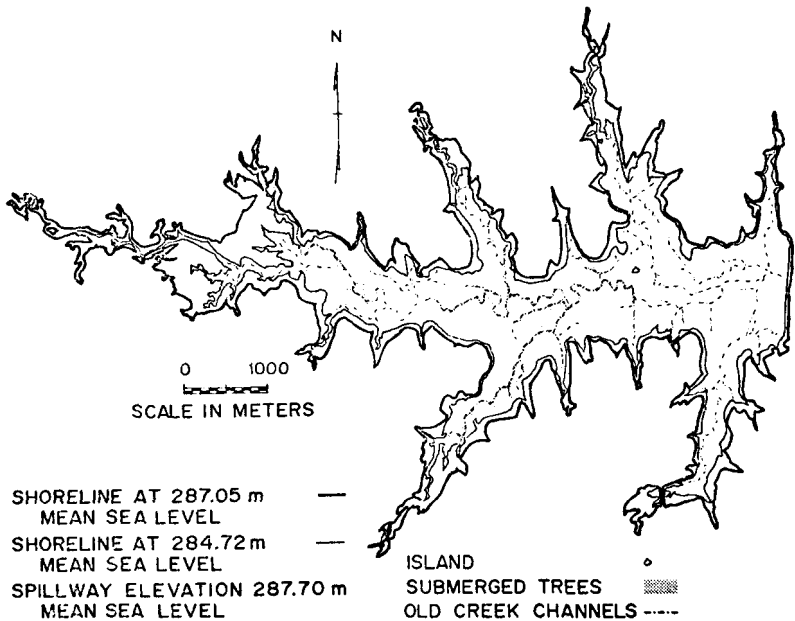 N
0 1000
SCALE IN METERS
SHORELINE AT 287.05 m
MEAN SEA LEVEL
SHORELINE AT 284.72 m
MEAN SEA LEVEL
SPILLWAY ELEVATION 287.70 m
MEAN SEA LEVEL
ISLAND
SUBMERGED TREES
OLD CREEK CHANNELS